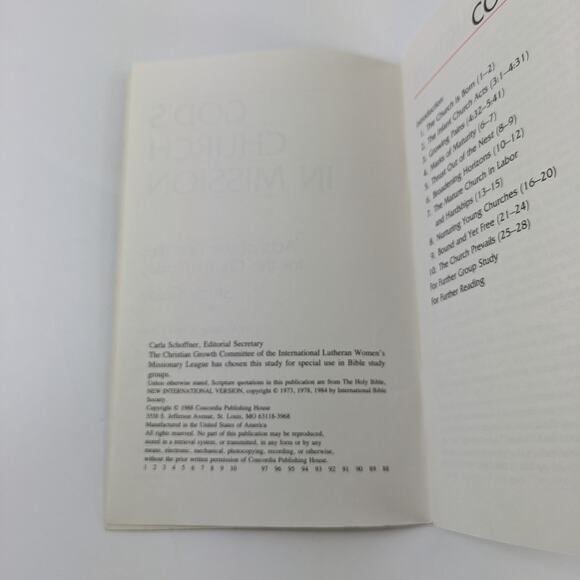 Carla Schoffner, Editorial Secretary
The Christian Growth Committee of the International Lutheran Women's
Missionary League has chosen this study for special use in Bible study
groups.
Unless otherwise stated, Scripture quotations in this publication are from The Holy Bible,
NEW INTERNATIONAL VERSION, copyright © 1973, 1978, 1984 by International Bible
Society.
Copyright © 1988 Concordia Publishing House
3558 S. Jefferson Avenue, St. Louis, MO 63118-3968
Manufactured in the United States of America
All rights reserved. No part of this publication may be reproduced,
stored in a retrieval system, or transmitted, in any form or by any
means, electronic, mechanical, photocopying, recording, or otherwise,
without the prior written permission of Concordia Publishing House.
1 2 3 4 5 6 7 8 9 10 97 96 95 94 93 92 91 90 89 88
CO
Introduction
1. The Church Is Born (1–2)
2. The Infant Church Acts (3:1–4:31)
3. Growing Pains (4:32–5:41)
4. Marks of Maturity (6–7)
5. Thrust Out of the Nest (8–9)
6. Broadening Horizons (10–12)
7. The Mature Church in Labor
and Hardships (13–15)
8. Nurturing Young Churches (16–20)
9. Bound and Yet Free (21–24)
10. The Church Prevails (25–28)
For Further Group Study
For Further Reading